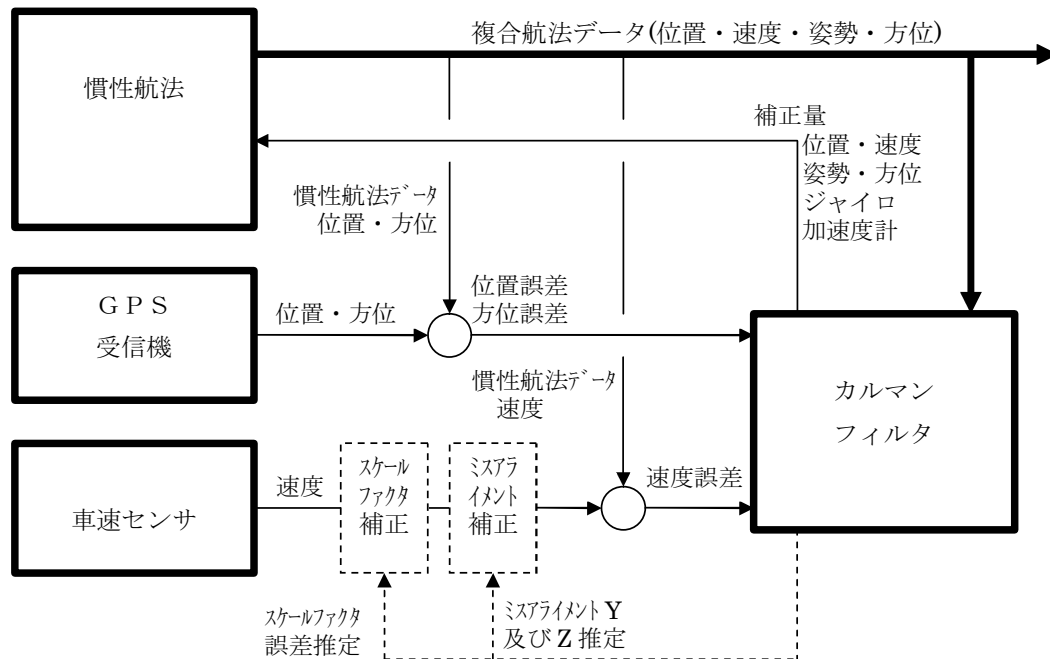 複合航法データ(位置・速度・姿勢・方位)
慣性航法
補正量
位置・速度
姿勢・方位
ジャイロ
加速度計
慣性航法ﾃﾞｰﾀ
位置・方位
GPS
受信機
位置・方位
位置誤差
方位誤差
慣性航法ﾃﾞｰﾀ
速度
カルマン
フィルタ
車速センサ
速度
ｽｹｰﾙ
ﾌｧｸﾀ
補正
ﾐｽｱﾗ
ｲﾒﾝﾄ
補正
速度誤差
ｽｹｰﾙﾌｧｸﾀ
誤差推定
ﾐｽｱﾗｲﾒﾝﾄ Y
及び Z 推定